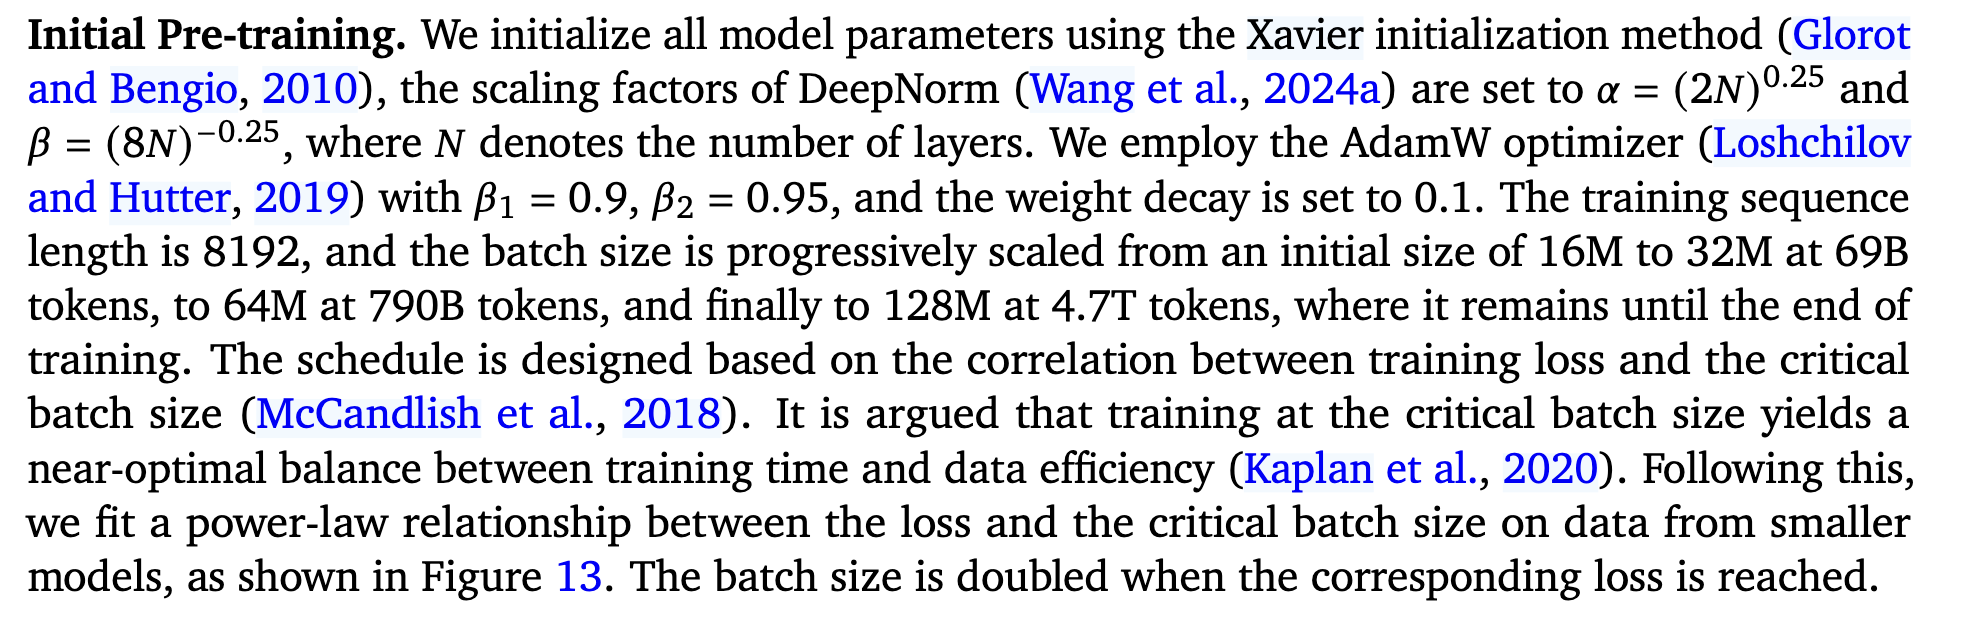 Initial Pre-training. We initialize all model parameters using the Xavier initialization method (Glorot
and Bengio, 2010), the scaling factors of DeepNorm (Wang et al., 2024a) are set to α = (2N)^0.25 and
β = (8N)^−0.25, where N denotes the number of layers. We employ the AdamW optimizer (Loshchilov
and Hutter, 2019) with β₁ = 0.9, β₂ = 0.95, and the weight decay is set to 0.1. The training sequence
length is 8192, and the batch size is progressively scaled from an initial size of 16M to 32M at 69B
tokens, to 64M at 790B tokens, and finally to 128M at 4.7T tokens, where it remains until the end of
training. The schedule is designed based on the correlation between training loss and the critical
batch size (McCandlish et al., 2018). It is argued that training at the critical batch size yields a
near-optimal balance between training time and data efficiency (Kaplan et al., 2020). Following this,
we fit a power-law relationship between the loss and the critical batch size on data from smaller
models, as shown in Figure 13. The batch size is doubled when the corresponding loss is reached.